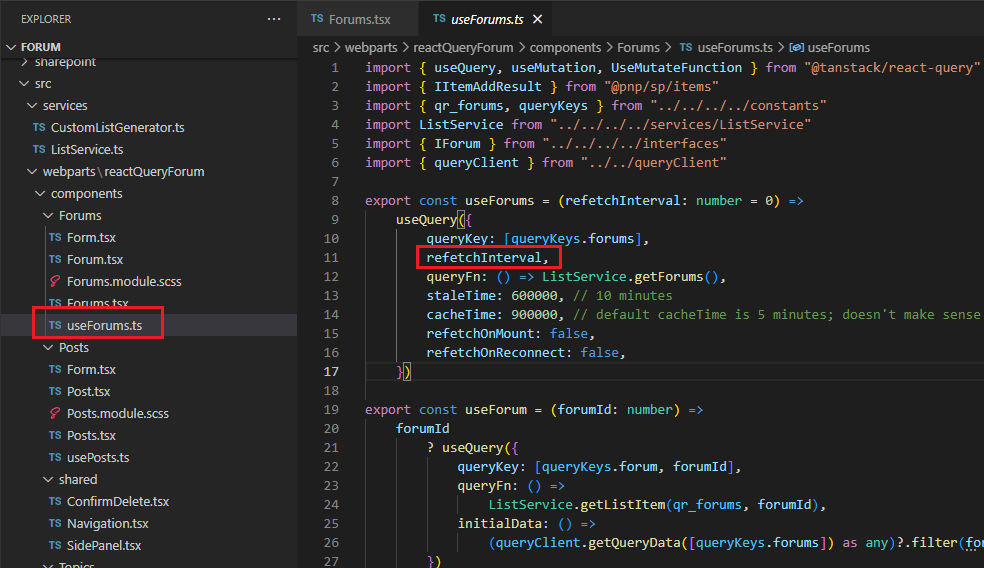 EXPLORER
···
FORUM
sharepoint
src
services
TS CustomListGenerator.ts
TS ListService.ts
webparts\reactQueryForum
components
Forums
TS Form.tsx
TS Forum.tsx
Forums.module.scss
TS Forums.tsx
TS useForums.ts
Posts
TS Form.tsx
TS Post.tsx
Posts.module.scss
TS Posts.tsx
TS usePosts.ts
shared
TS ConfirmDelete.tsx
TS Navigation.tsx
TS SidePanel.tsx
Topics
TS Forums.tsx
TS useForums.ts ×
src > webparts > reactQueryForum > components > Forums > TS useForums.ts > useForums
1 import { useQuery, useMutation, UseMutateFunction } from "@tanstack/react-query"
2 import { IItemAddResult } from "@pnp/sp/items"
3 import { qr_forums, queryKeys } from "../../../../constants"
4 import ListService from "../../../../services/ListService"
5 import { IForum } from "../../../../interfaces"
6 import { queryClient } from "../../queryClient"
7
8 export const useForums = (refetchInterval: number = 0) =>
9 useQuery({
10 queryKey: [queryKeys.forums],
11 refetchInterval,
12 queryFn: () => ListService.getForums(),
13 staleTime: 600000, // 10 minutes
14 cacheTime: 900000, // default cacheTime is 5 minutes; doesn't make sense
15 refetchOnMount: false,
16 refetchOnReconnect: false,
17 })
18
19 export const useForum = (forumId: number) =>
20 forumId
21 ? useQuery({
22 queryKey: [queryKeys.forum, forumId],
23 queryFn: () =>
24 ListService.getListItem(qr_forums, forumId),
25 initialData: () =>
26 (queryClient.getQueryData([queryKeys.forums]) as any)?.filter(for
27 })